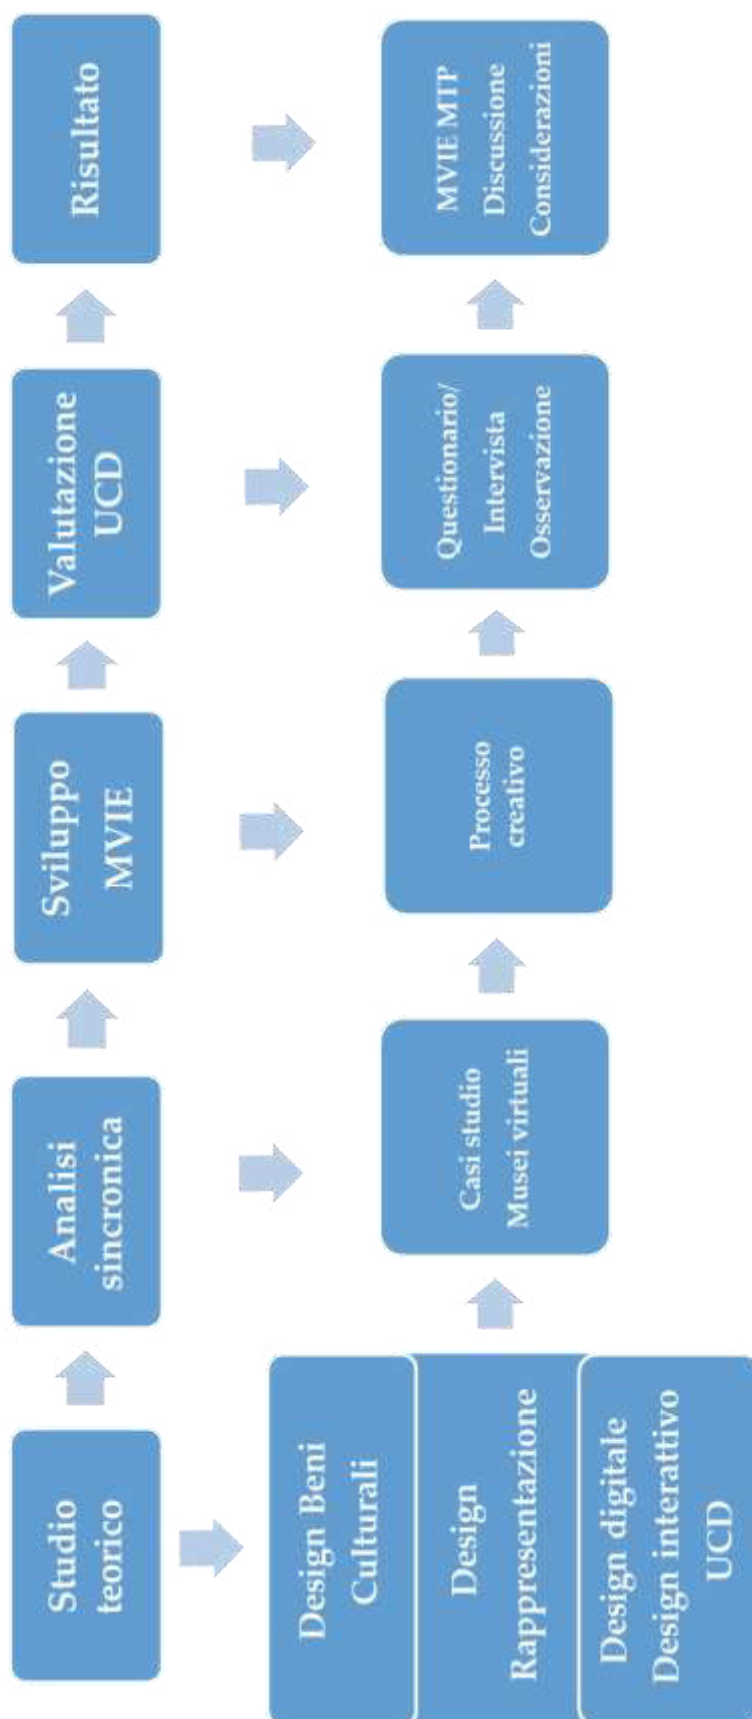 Studio
teorico
Analisi
sincronica
Sviluppo
MVIE
Valutazione
UCD
Risultato
Design Beni
Culturali
Design
Rappresentazione
Design digitale
Design interattivo
UCD
Casi studio
Musei virtuali
Processo
creativo
Questionario/
Intervista
Osservazione
MVIE MTP
Discussione
Considerazioni